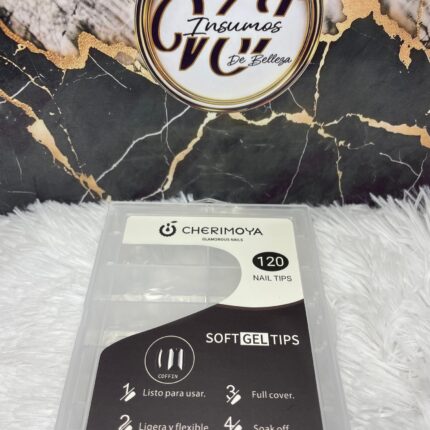 Insumos
De Belleza
CHERIMOYA
GLAMOROUS NAILS
120
NAIL TIPS
SOFT GEL TIPS
COFFIN
1 Listo para usar.
3 Full cover.
2 Ligera y flexible
4 Soak off